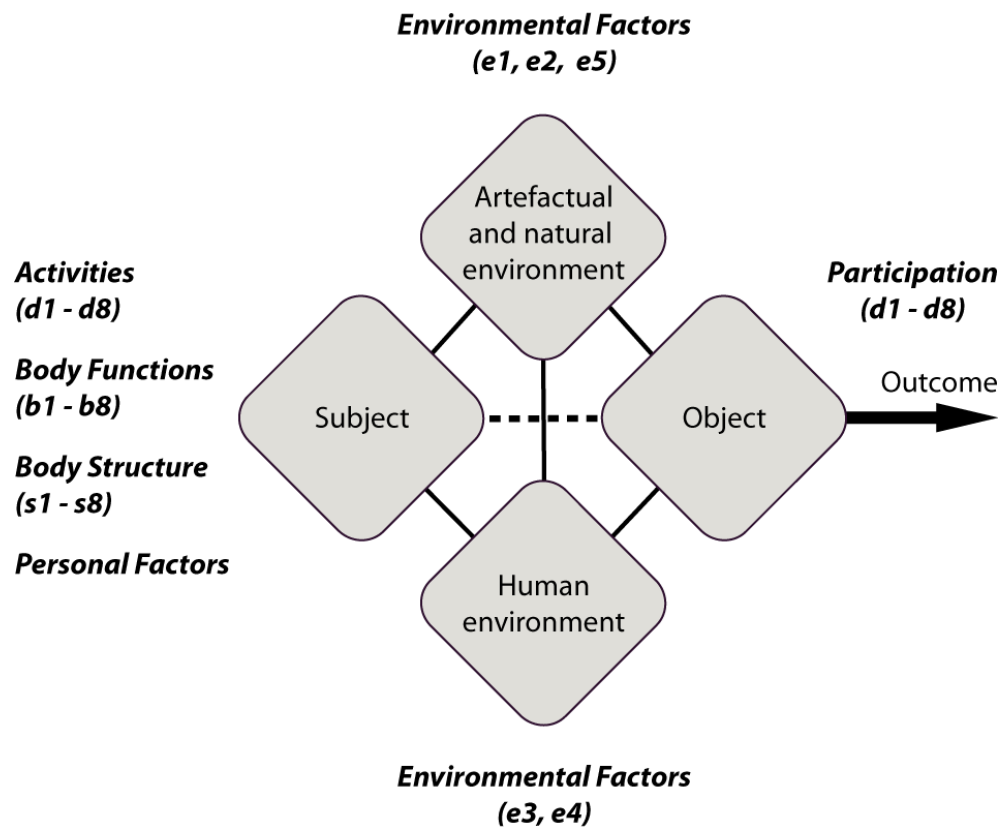 Environmental Factors
(e1, e2, e5)
Artefactual
and natural
environment
Activities
(d1 - d8)
Body Functions
(b1 - b8)
Body Structure
(s1 - s8)
Personal Factors
Subject
Object
Participation
(d1 - d8)
Outcome
Human
environment
Environmental Factors
(e3, e4)